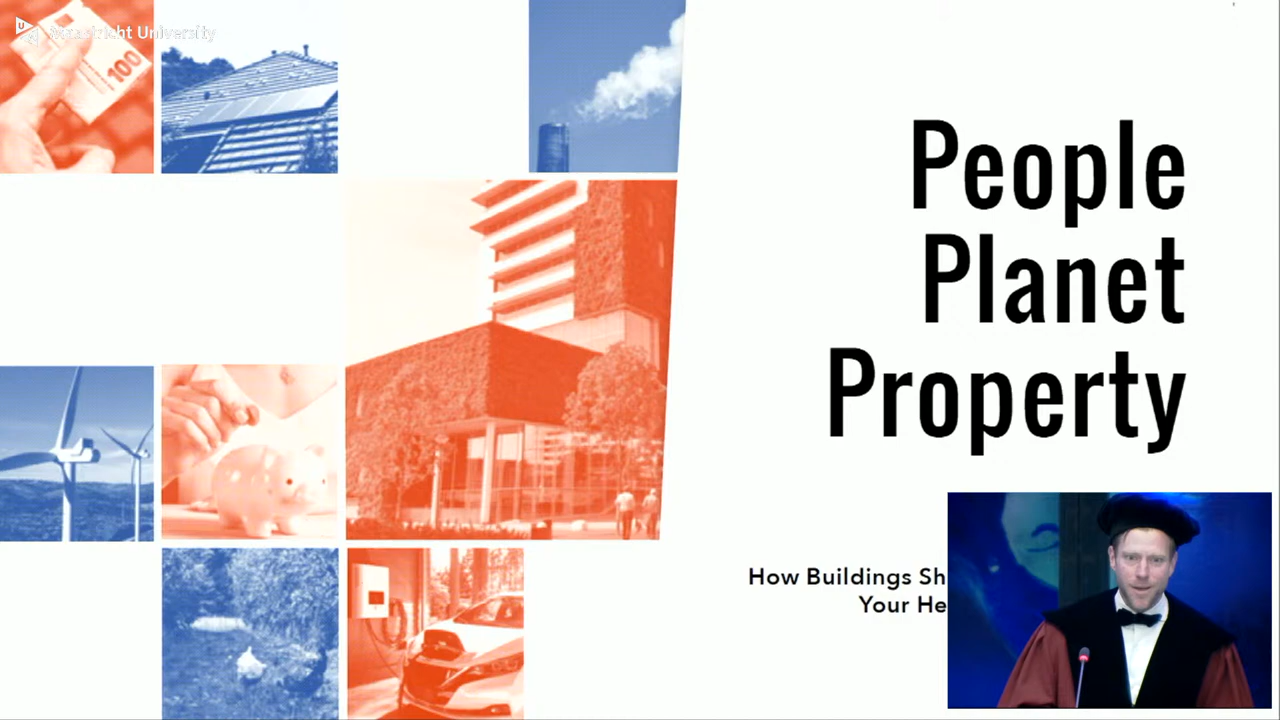 Maastricht University
100
People
Planet
Property
How Buildings Sh
Your He